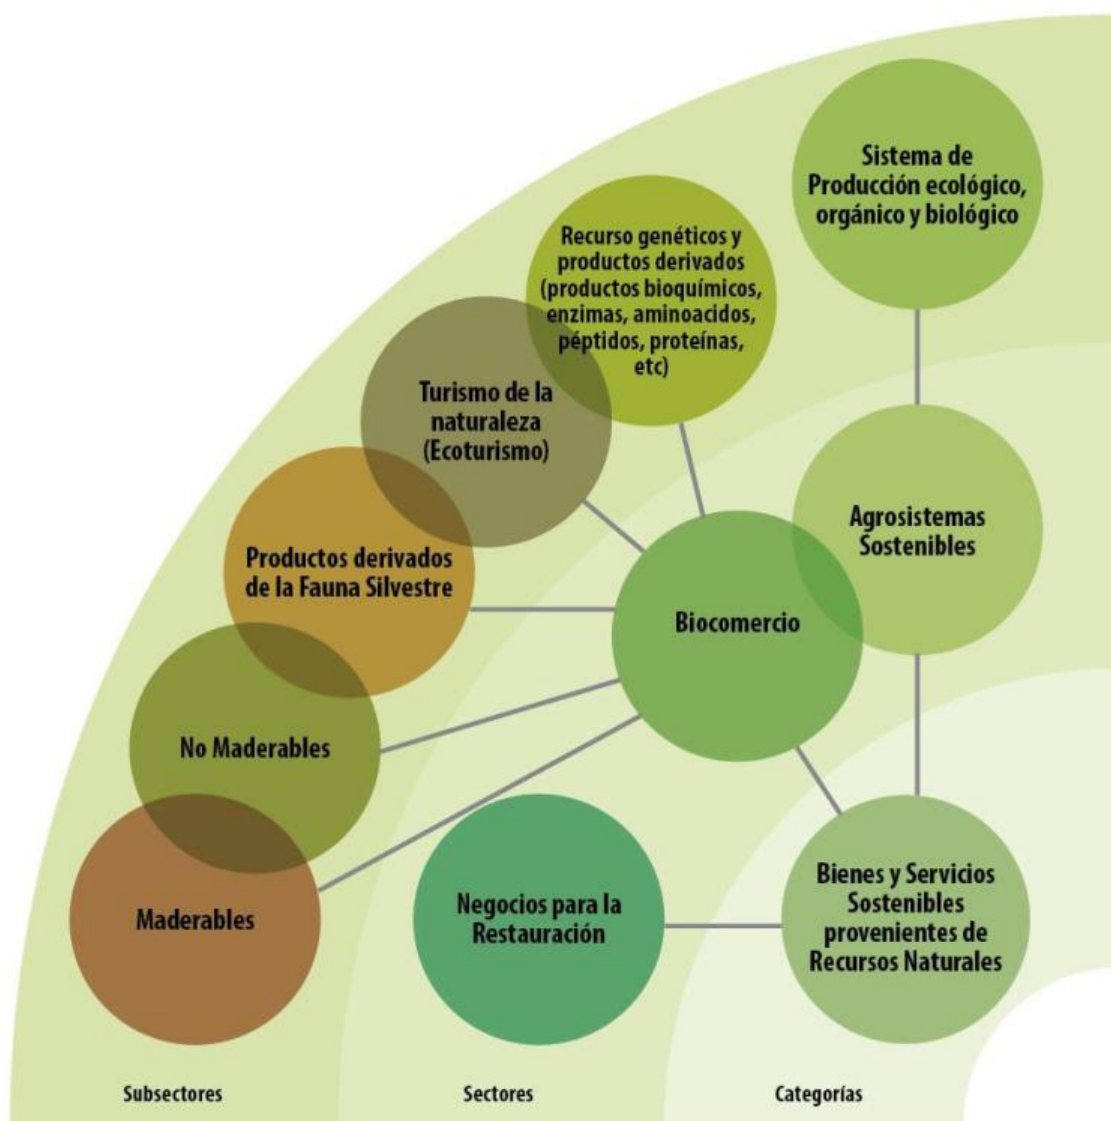 Sistema de
Producción ecológico,
orgánico y biológico
Recurso genéticos y
productos derivados
(productos bioquímicos,
enzimas, aminoacidos,
péptidos, proteínas,
etc)
Turismo de la
naturaleza
(Ecoturismo)
Agrosistemas
Sostenibles
Productos derivados
de la Fauna Silvestre
Biocomercio
No Maderables
Bienes y Servicios
Sostenibles
provenientes de
Recursos Naturales
Negocios para la
Restauración
Maderables
Subsectores
Sectores
Categorías